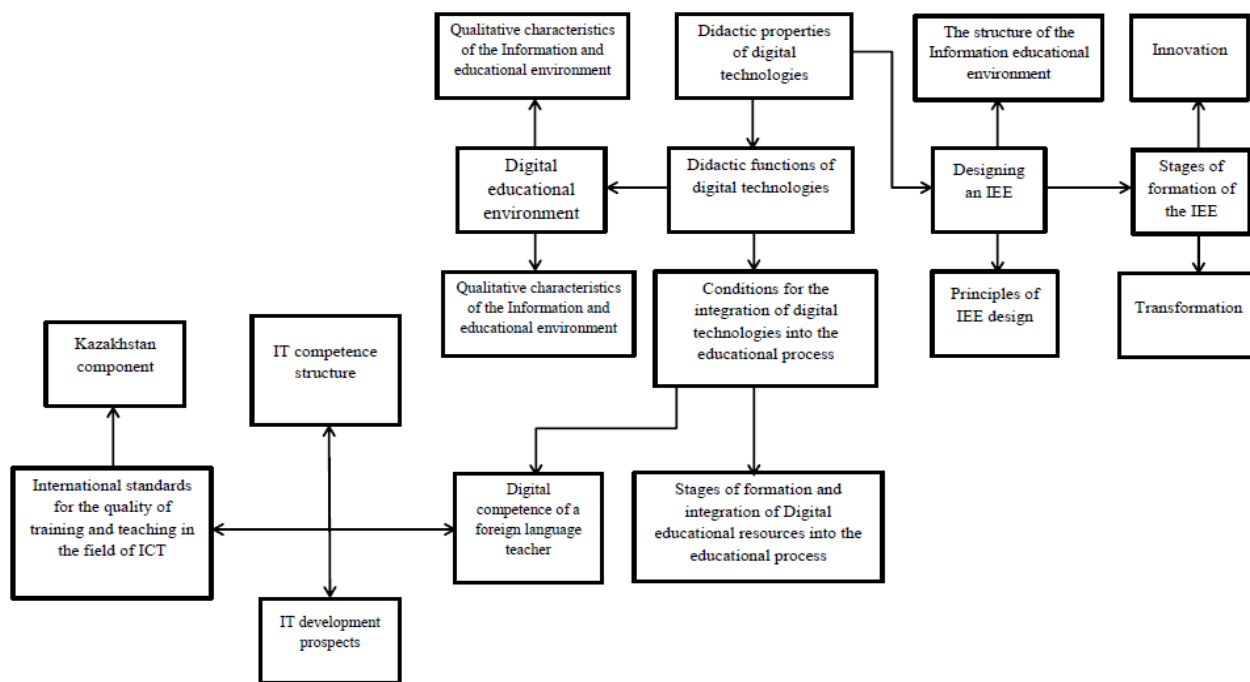 Qualitative characteristics
of the Information and
educational environment
Didactic properties
of digital
technologies
The structure of the
Information educational
environment
Innovation
Digital
educational
environment
Didactic functions of
digital technologies
Designing
an IEE
Stages of
formation of
the IEE
Qualitative characteristics
of the Information and
educational environment
Conditions for the
integration of digital
technologies into the
educational process
Principles of
IEE design
Transformation
Kazakhstan
component
IT competence
structure
International standards
for the quality of
training and teaching in
the field of ICT
Digital
competence of a
foreign language
teacher
Stages of formation and
integration of Digital
educational resources into the
educational process
IT development
prospects